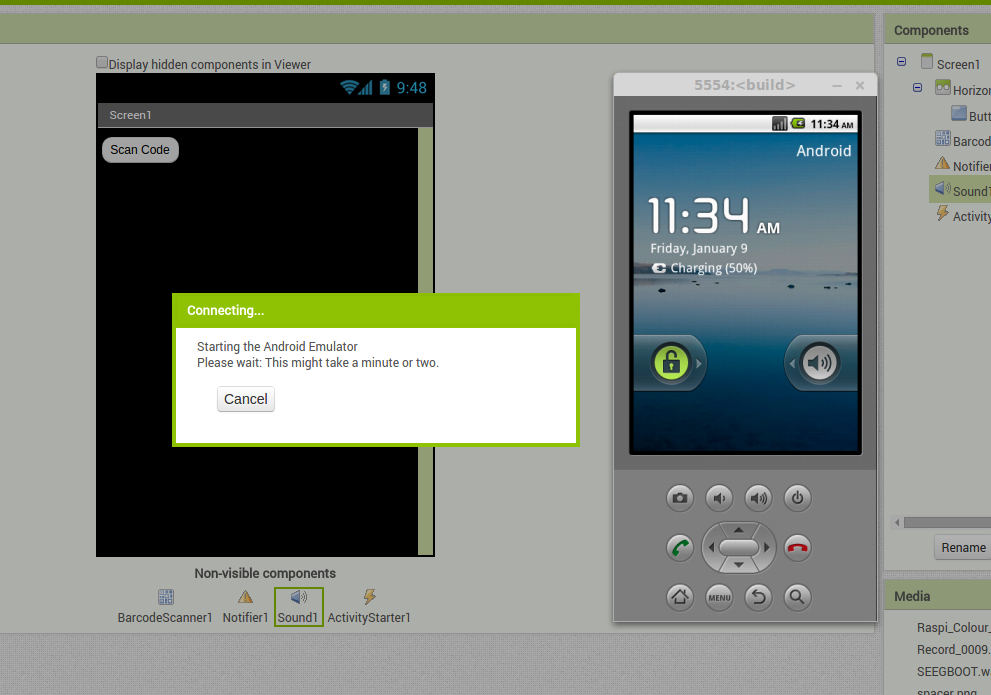 Components
Display hidden components in Viewer
9:48
Screen1
Scan Code
Connecting...
Starting the Android Emulator
Please wait: This might take a minute or two.
Cancel
Non-visible components
BarcodeScanner1 Notifier1 Sound1 ActivityStarter1
5554:<build>
11:34 AM
Android
11:34 AM
Friday, January 9
Charging (50%)
MENU
Screen1
Horizon
Butt
Barcod
Notifie
Sound1
Activity
Rename
Media
Raspi_Colour_
Record_0009.
SEEGBOOT.w
spacer.png